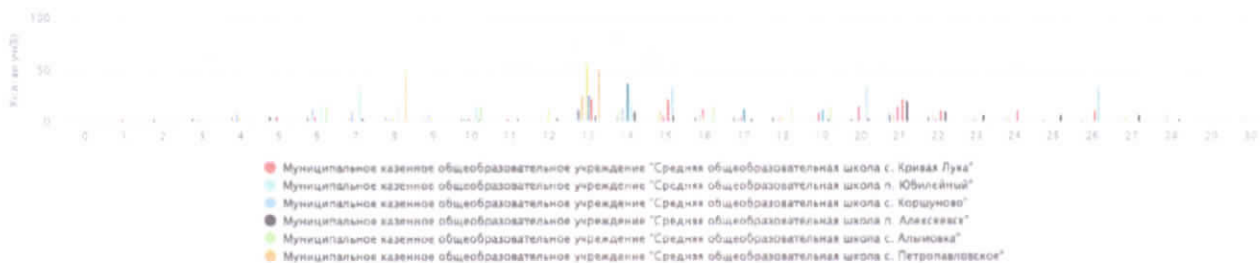 120
50
0
0 1 2 3 4 5 6 7 8 9 10 11 12 13 14 15 16 17 18 19 20 21 22 23 24 25 26 27 28 29 30
Муниципальное казенное общеобразовательное учреждение "Средняя общеобразовательная школа с. Кривая Лука"
Муниципальное казенное общеобразовательное учреждение "Средняя общеобразовательная школа п. Юбилейный"
Муниципальное казенное общеобразовательное учреждение "Средняя общеобразовательная школа с. Коршуново"
Муниципальное казенное общеобразовательное учреждение "Средняя общеобразовательная школа п. Алексеевск"
Муниципальное казенное общеобразовательное учреждение "Средняя общеобразовательная школа с. Алымовка"
Муниципальное казенное общеобразовательное учреждение "Средняя общеобразовательная школа с. Петропавловское"